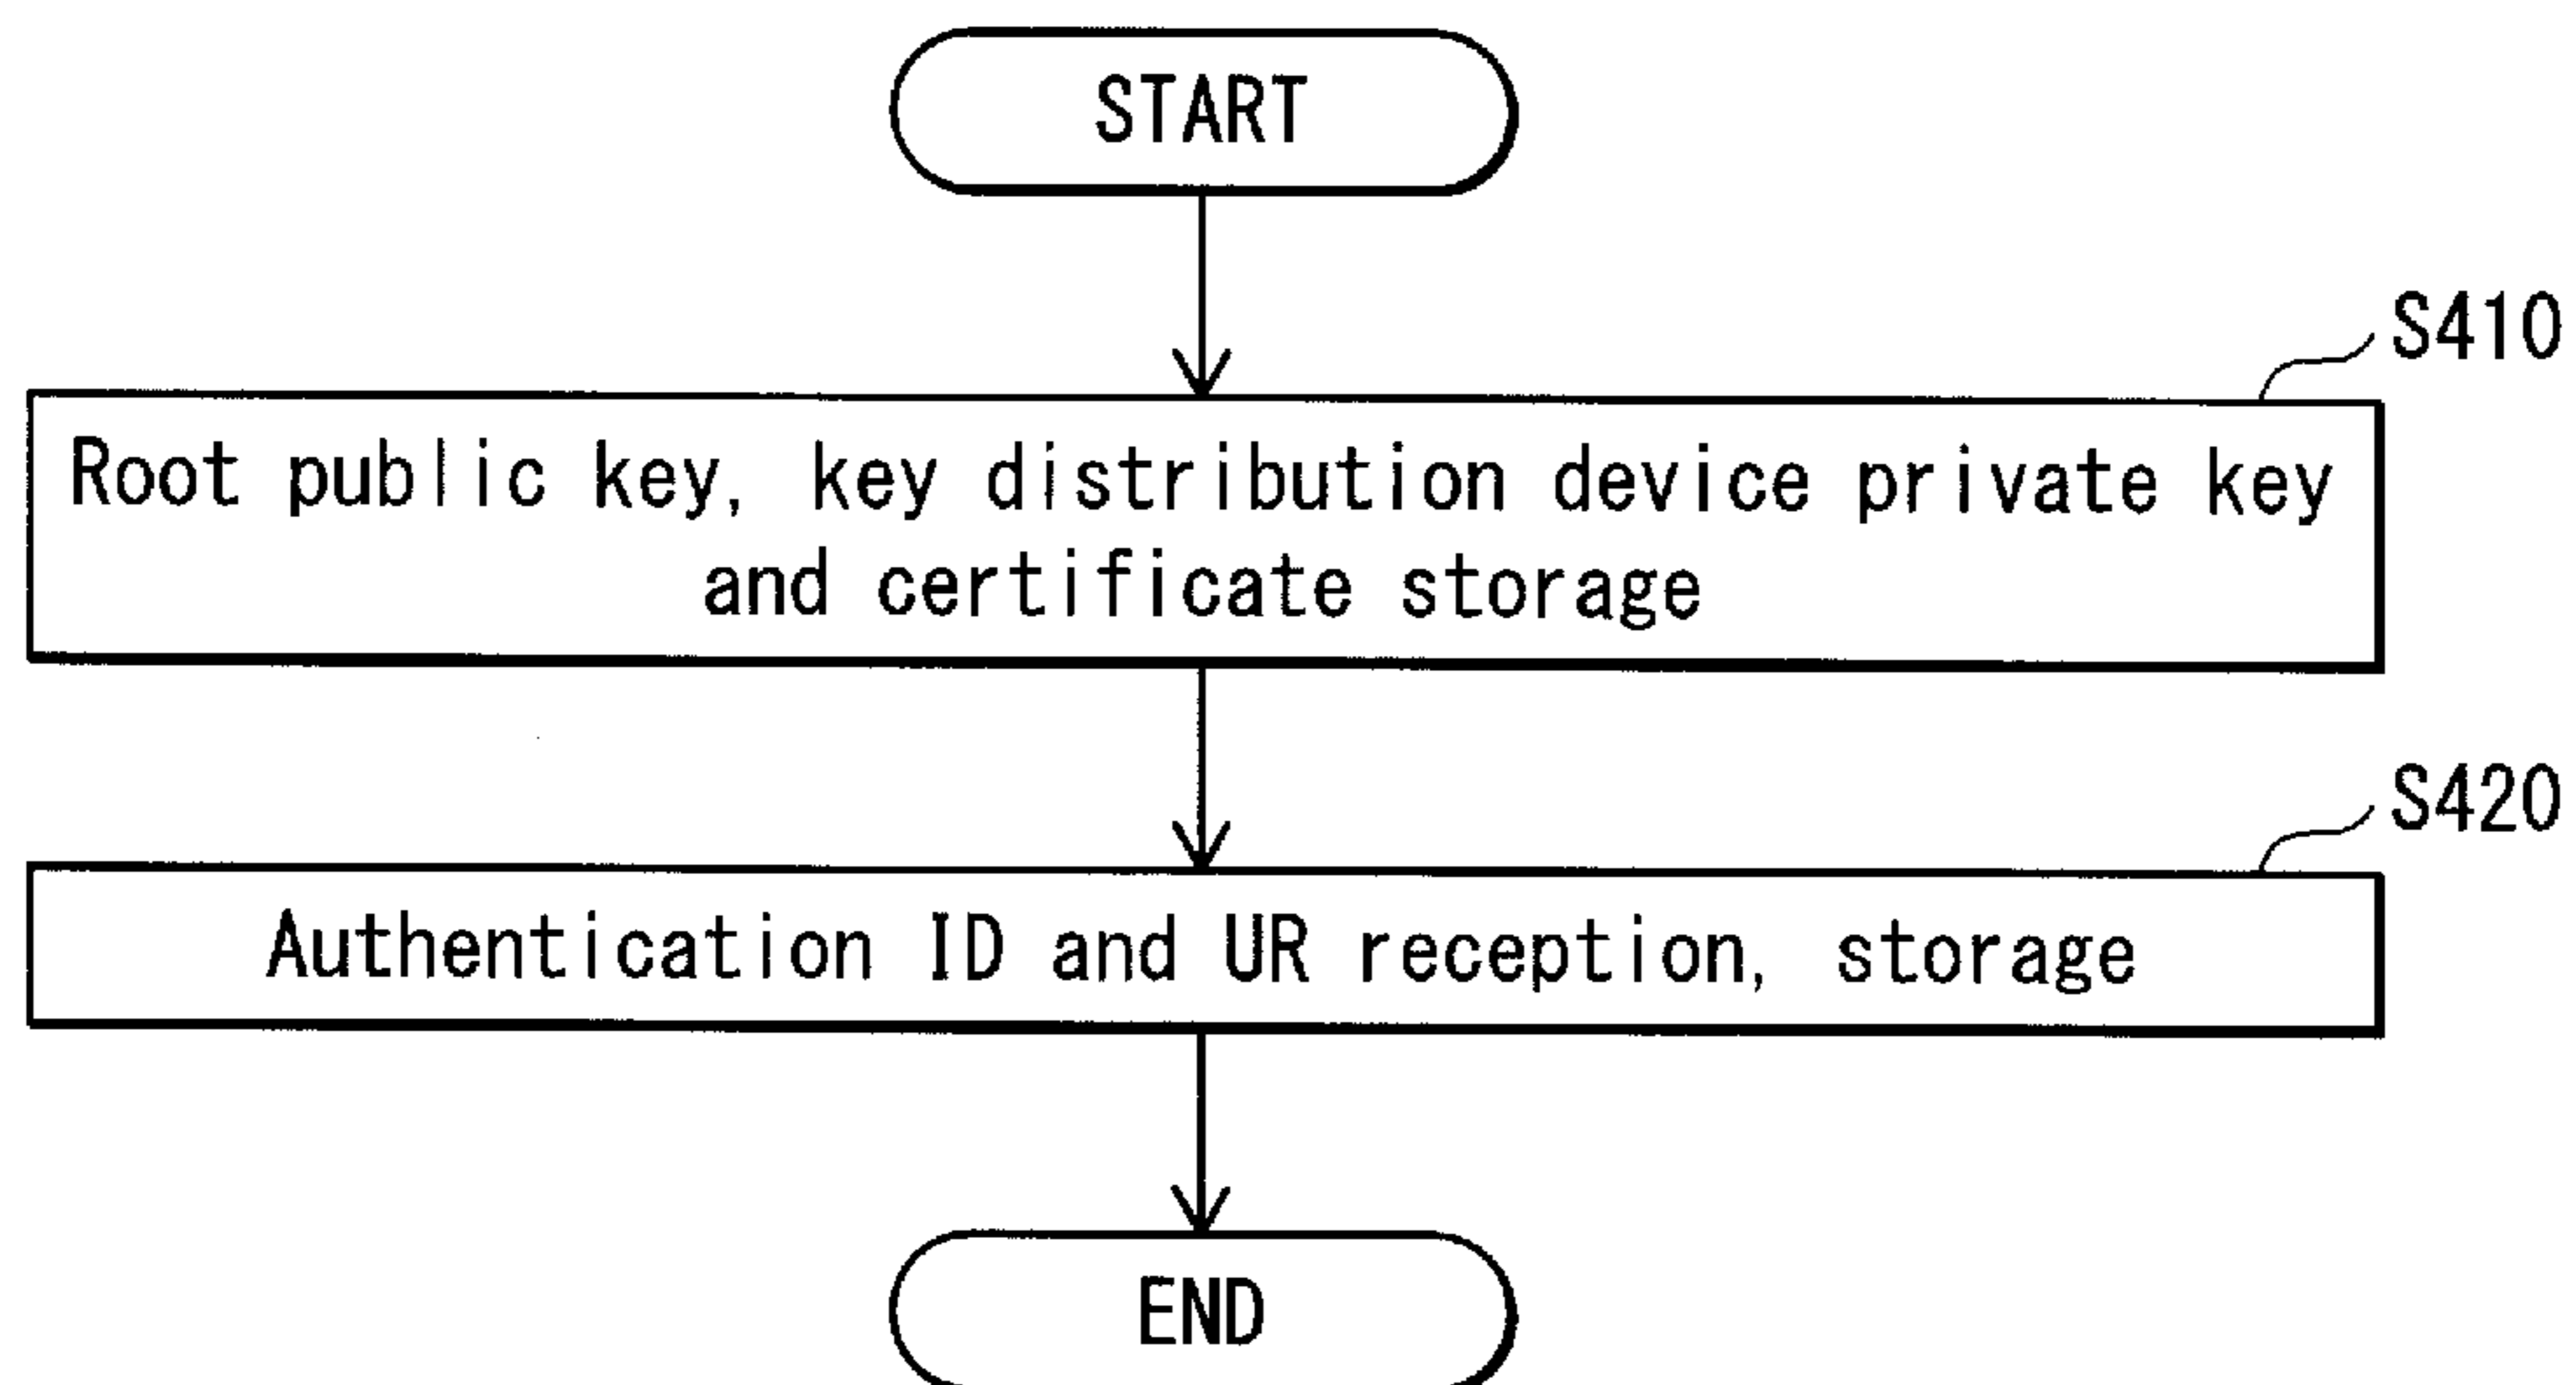 START
S410
Root public key, key distribution device private key
and certificate storage
S420
Authentication ID and UR reception, storage
END